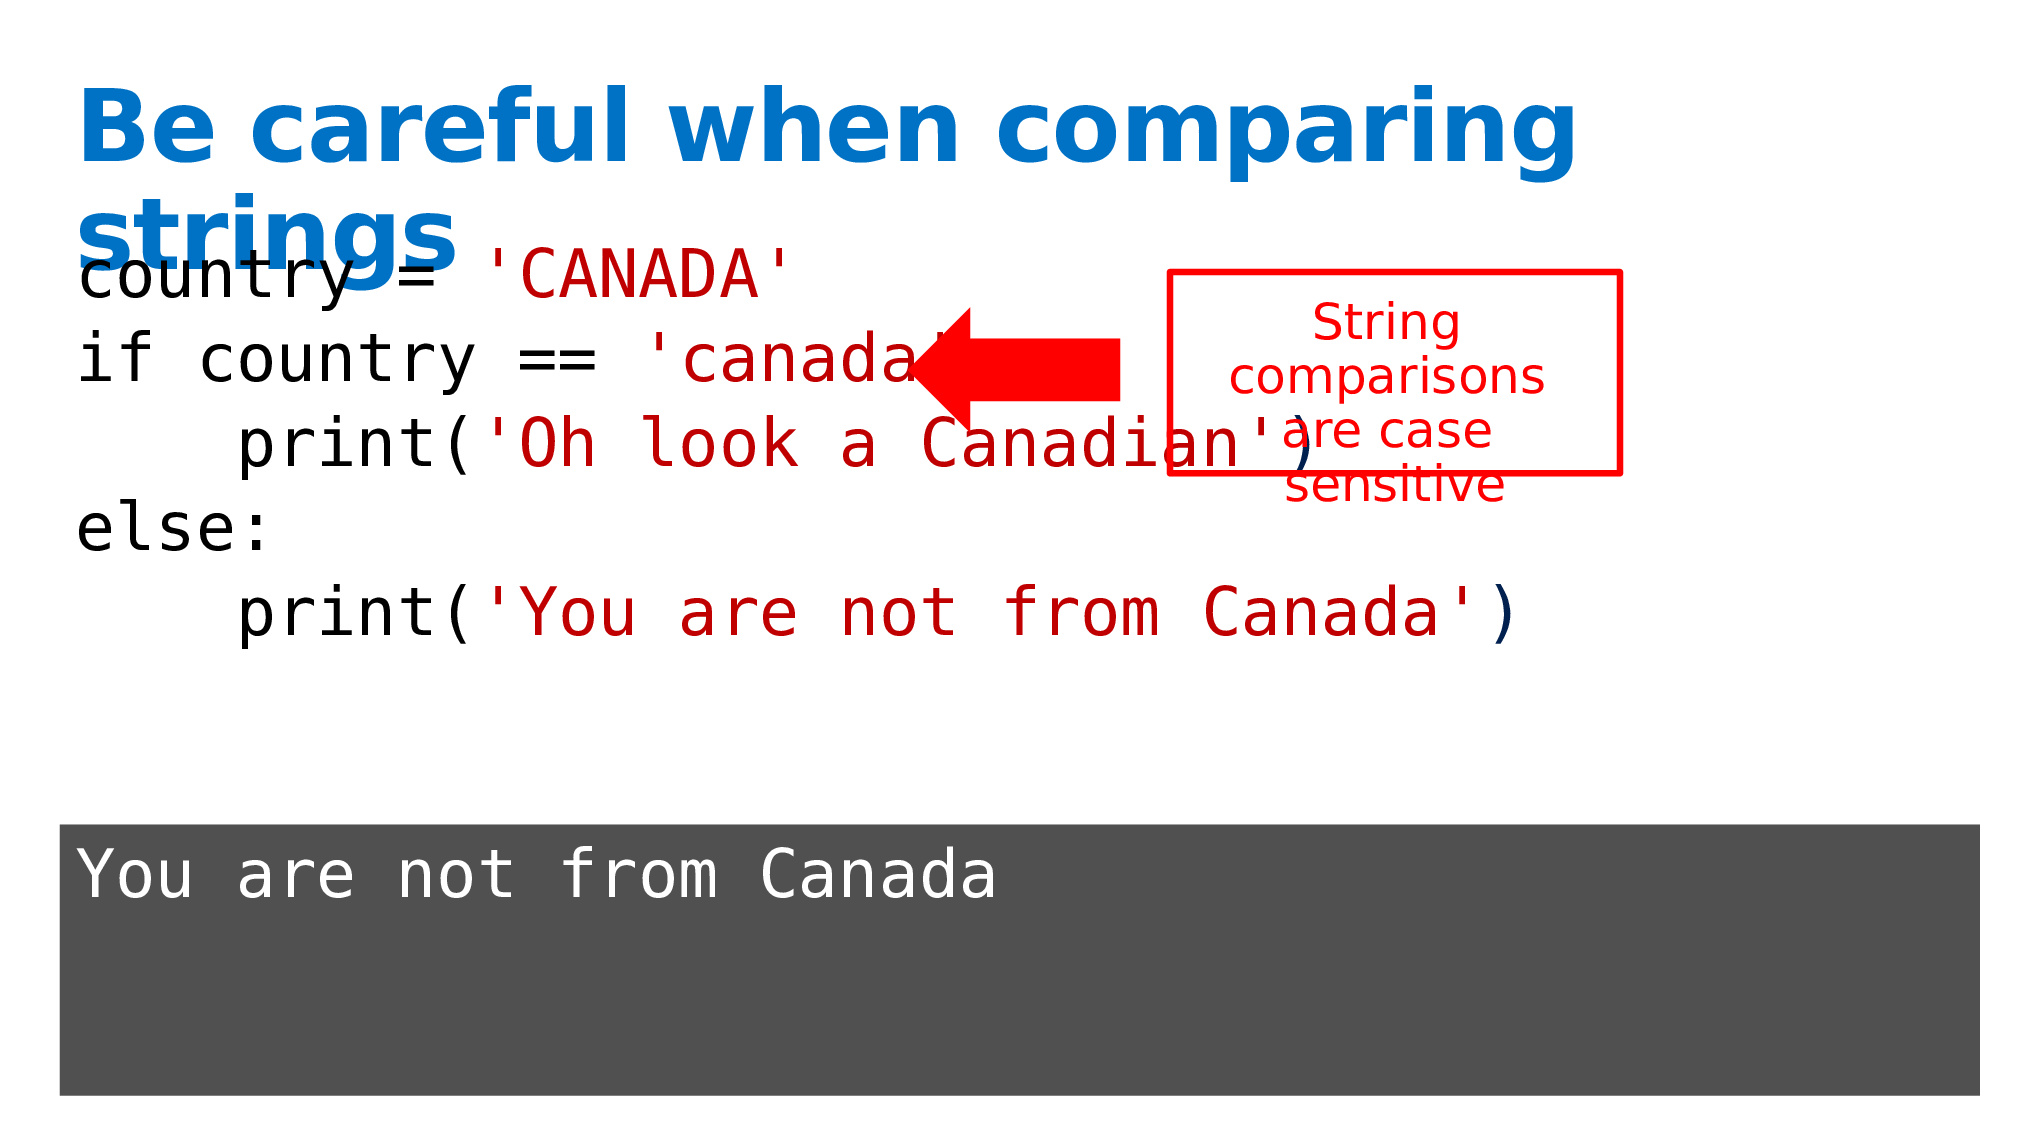 Be careful when comparing
strings
country = 'CANADA'
if country == 'canada'
    print('Oh look a Canadian')
else:
    print('You are not from Canada')
String
comparisons
are case
sensitive
You are not from Canada